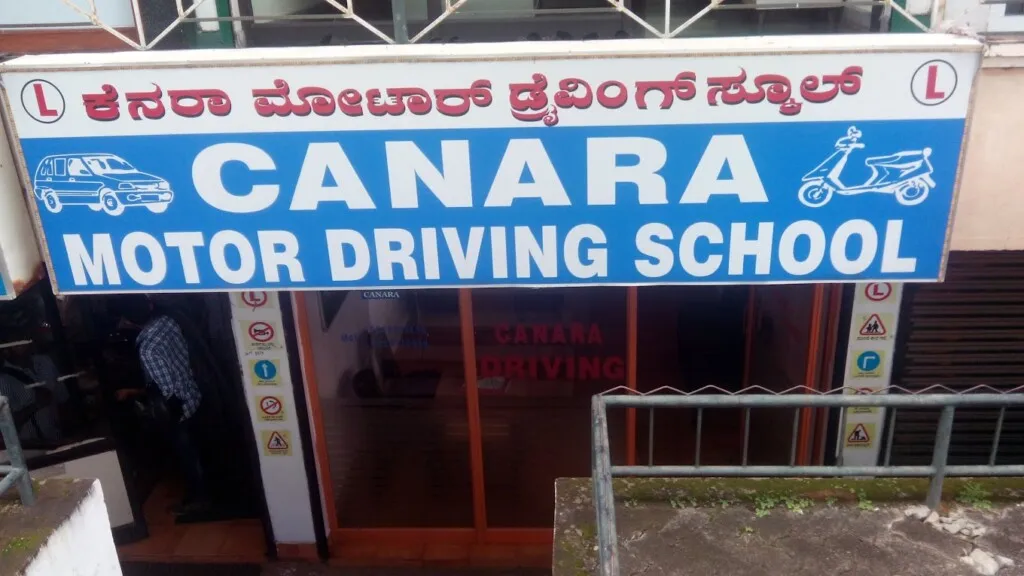 L ಕೆನರಾ ಮೋಟಾರ್ ಡ್ರೈವಿಂಗ್ ಸ್ಕೂಲ್ L
CANARA
MOTOR DRIVING SCHOOL
CANARA
CANARA
DRIVING
L
L